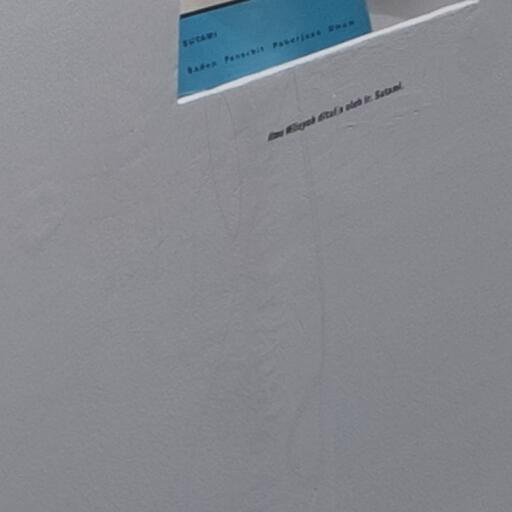 SUTAMI
Badan Penerbit Pekerjaan Umum
Ilmu Wilayah ditulis oleh Ir. Sutami.